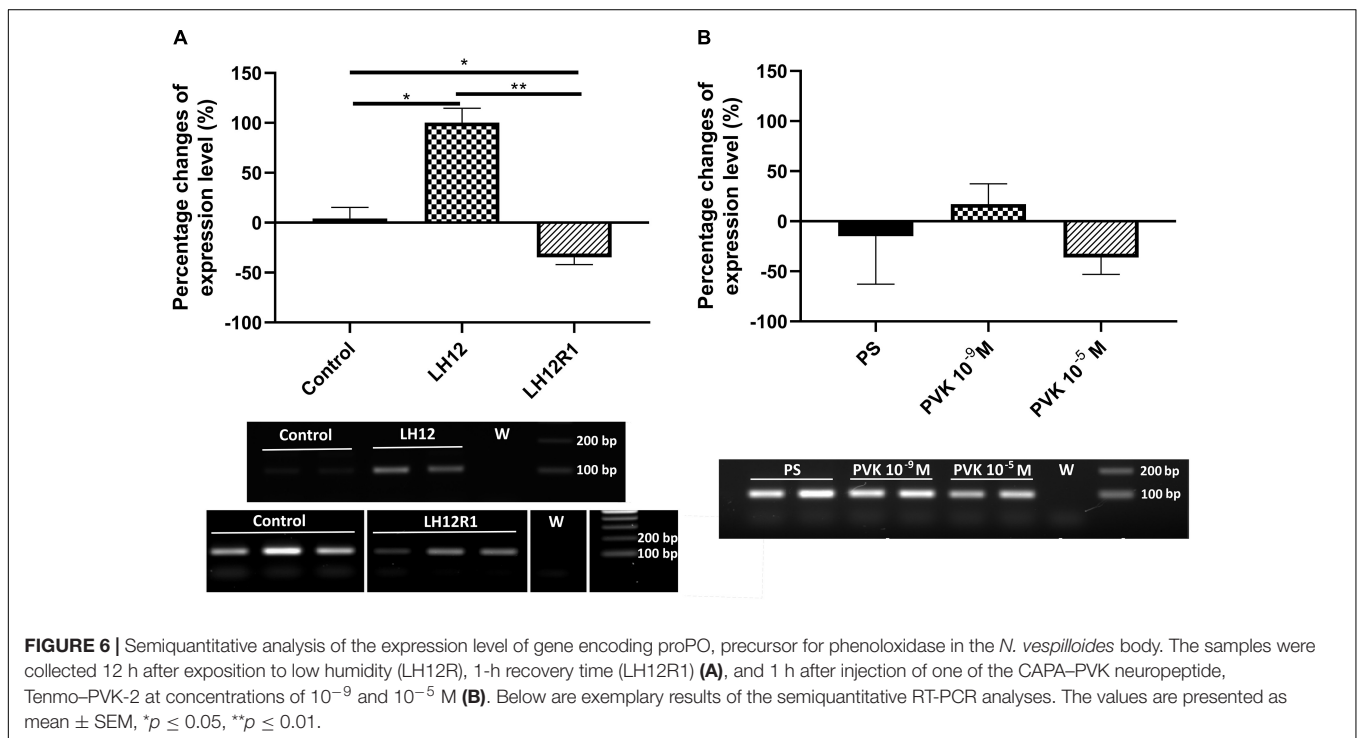 A
Percentage changes of
expression level (%)
150
100
50
0
-50
-100
*
*
**
Control
LH12
LH12R1
Control
LH12
W
200 bp
100 bp
Control
LH12R1
W
200 bp
100 bp
B
Percentage changes of
expression level (%)
150
100
50
0
-50
-100
PS
PVK 10⁻⁹ M
PVK 10⁻⁵ M
PS
PVK 10⁻⁹ M
PVK 10⁻⁵ M
W
200 bp
100 bp
FIGURE 6 | Semiquantitative analysis of the expression level of gene encoding proPO, precursor for phenoloxidase in the N. vespilloides body. The samples were
collected 12 h after exposition to low humidity (LH12R), 1-h recovery time (LH12R1) (A), and 1 h after injection of one of the CAPA–PVK neuropeptide,
Tenmo–PVK-2 at concentrations of 10⁻⁹ and 10⁻⁵ M (B). Below are exemplary results of the semiquantitative RT-PCR analyses. The values are presented as
mean ± SEM, *p ≤ 0.05, **p ≤ 0.01.